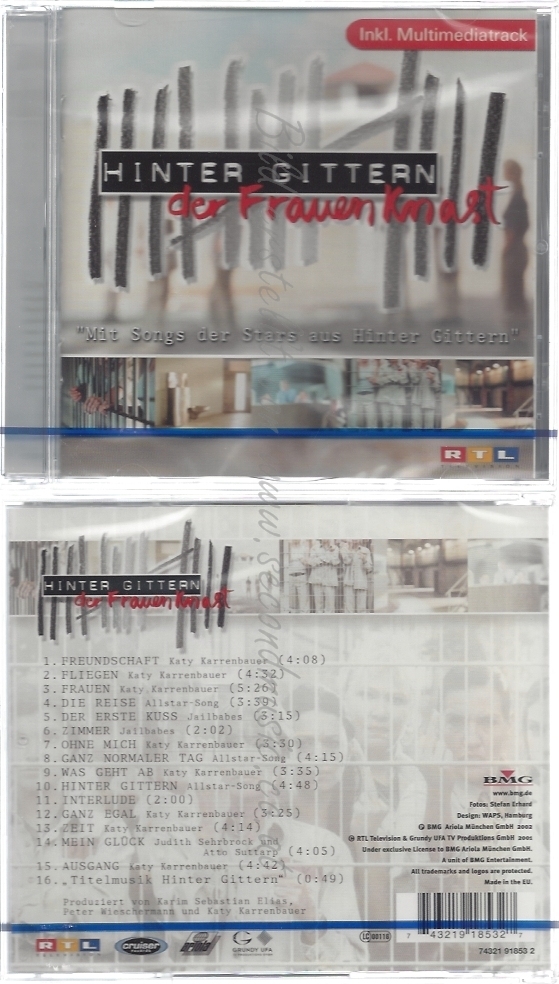 Inkl. Multimediatrack
HINTER GITTERN
der Frauen Knast
"Mit Songs der Stars aus Hinter Gittern"
RTL
HINTER GITTERN
der Frauen Knast
1. FREUNDSCHAFT Katy Karrenbauer (4:08)
2. FLIEGEN Katy Karrenbauer (4:32)
3. FRAUEN Katy Karrenbauer (5:26)
4. DIE REISE Allstar-Song (3:39)
5. DER ERSTE KUSS Jailbabes (3:15)
6. ZIMMER Jailbabes (2:02)
7. OHNE MICH Katy Karrenbauer (3:30)
8. GANZ NORMALER TAG Allstar-Song (4:15)
9. WAS GEHT AB Katy Karrenbauer (3:35)
10. HINTER GITTERN Allstar-Song (4:48)
11. INTERLUDE (2:00)
12. GANZ EGAL Katy Karrenbauer (3:25)
13. ZEIT Katy Karrenbauer (4:14)
14. MEIN GLÜCK Judith Sehrbrock und
Atto Suttarp (4:05)
15. AUSGANG Katy Karrenbauer (4:42)
16. „Titelmusik Hinter Gittern" (0:49)
Produziert von Karim Sebastian Elias,
Peter Wieschermann und Katy Karrenbauer
BMG
www.bmg.de
Fotos: Stefan Erhard
Design: WAPS, Hamburg
℗ BMG Ariola München GmbH 2002
© RTL Television & Grundy UFA TV Produktions GmbH 2001
Under exclusive License to BMG Ariola München GmbH.
A unit of BMG Entertainment.
All trademarks and logos are protected.
Made in the EU.
RTL
cruiser
GRUNDY UFA
LC 00116
7 43219 18532 7
74321 91853 2